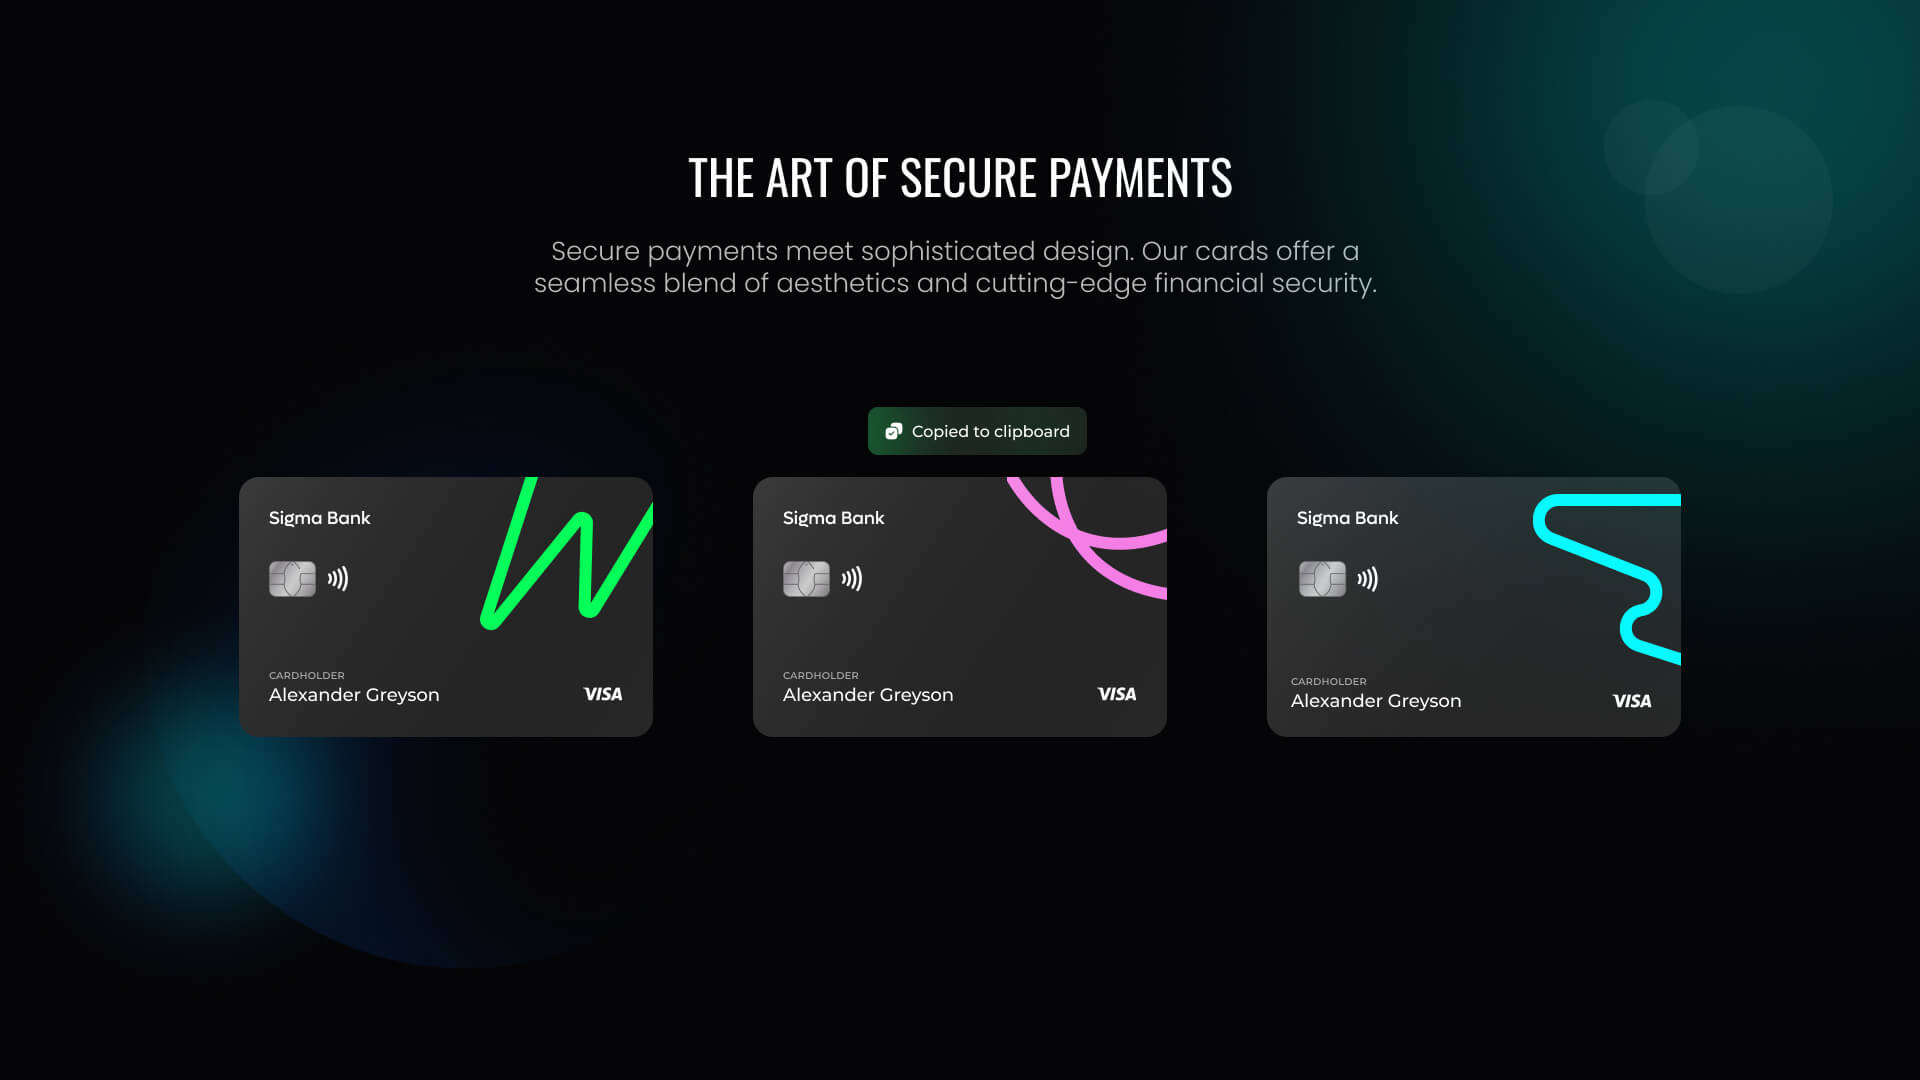 THE ART OF SECURE PAYMENTS
Secure payments meet sophisticated design. Our cards offer a
seamless blend of aesthetics and cutting-edge financial security.
Copied to clipboard
Sigma Bank
CARDHOLDER
Alexander Greyson
VISA
Sigma Bank
CARDHOLDER
Alexander Greyson
VISA
Sigma Bank
CARDHOLDER
Alexander Greyson
VISA